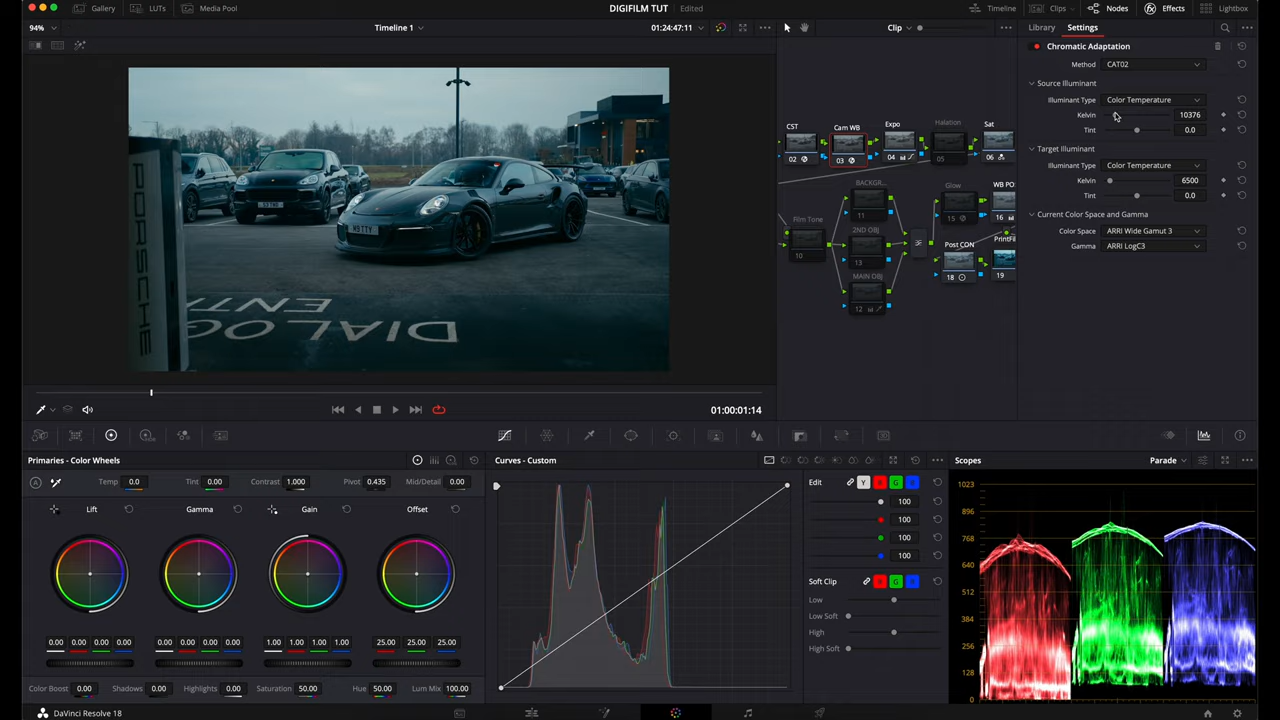 Gallery LUTs Media Pool DIGIFILM TUT Edited Timeline Clips Nodes Effects Lightbox
94% Timeline 1 01:24:47:11 Clip Library Settings
Chromatic Adaptation
Method CAT02
Source Illuminant
Illuminant Type Color Temperature
Kelvin 10376
Tint 0.0
Target Illuminant
Illuminant Type Color Temperature
Kelvin 6500
Tint 0.0
Current Color Space and Gamma
Color Space ARRI Wide Gamut 3
Gamma ARRI LogC3
CST Cam WB Expo Halation Sat
02 03 04 05 06
BACKGR... Glow WB PO
11 15 16
Film Tone 2ND OBJ Post CON PrintFil
10 13 18 19
MAIN OBJ
12
PORSCHE
S3 TNO
H9 TTY
ENT
DIALOG
01:00:01:14
Primaries - Color Wheels Curves - Custom Scopes Parade
Temp 0.0 Tint 0.00 Contrast 1.000 Pivot 0.435 Mid/Detail 0.00
Lift Gamma Gain Offset
0.00 0.00 0.00 0.00 0.00 0.00 0.00 0.00 1.00 1.00 1.00 1.00 25.00 25.00 25.00
Color Boost 0.00 Shadows 0.00 Highlights 0.00 Saturation 50.00 Hue 50.00 Lum Mix 100.00
Edit Y R G B
100
100
100
100
Soft Clip R G B
Low
Low Soft
High
High Soft
1023
896
768
640
512
384
256
128
0
DaVinci Resolve 18